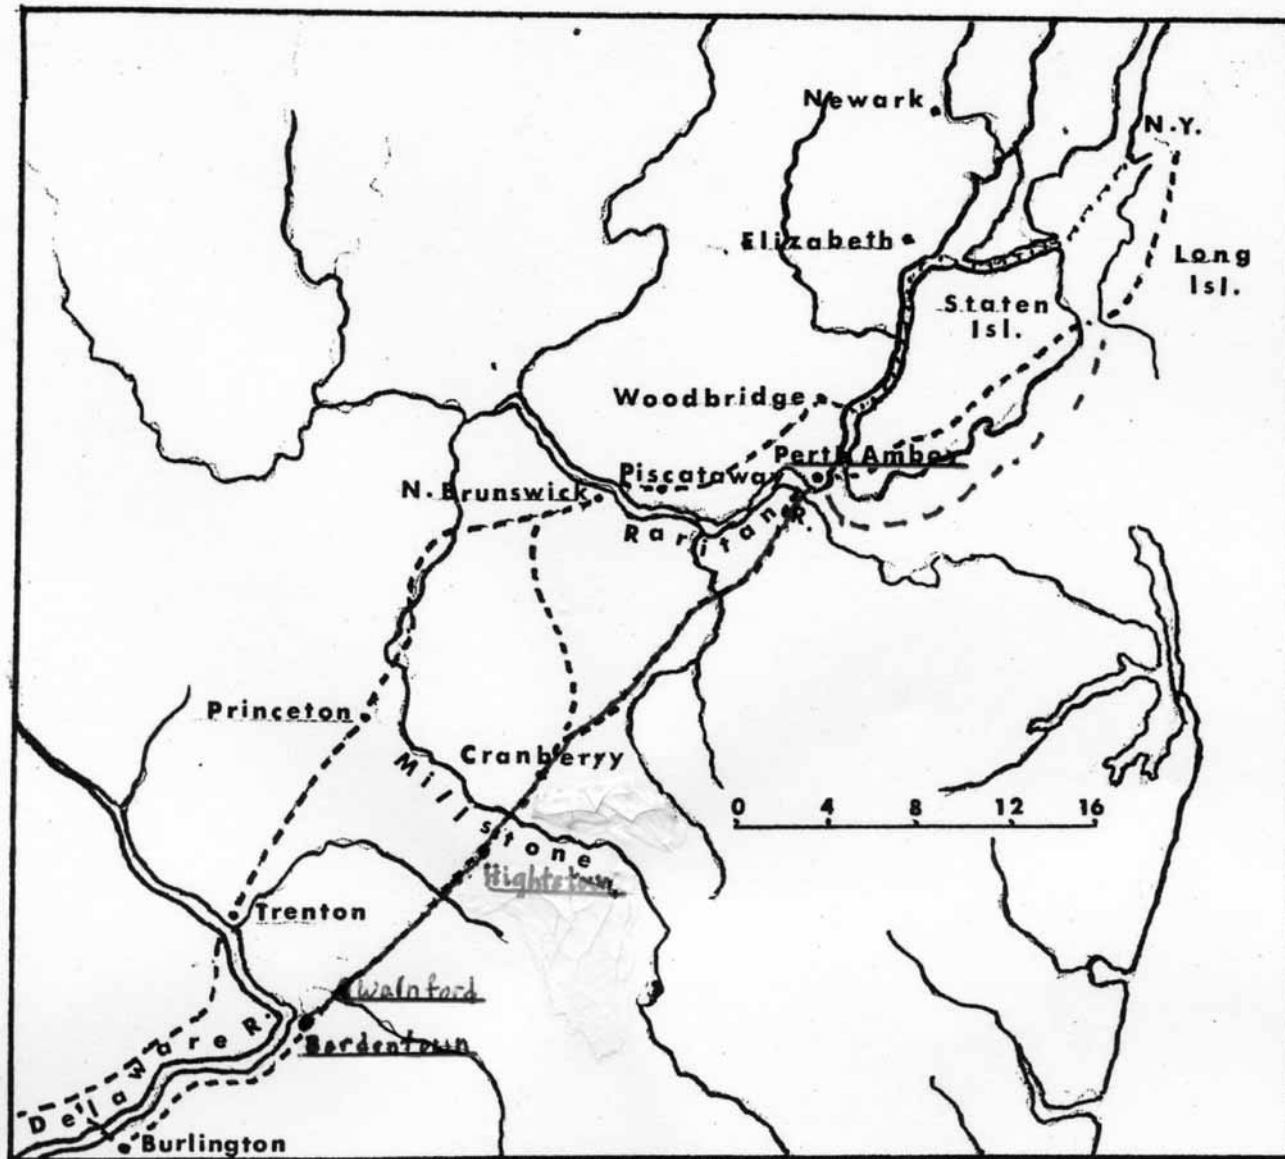 Newark
N.Y.
Elizabeth
Long
Isl.
Staten
Isl.
Woodbridge
Perth Amboy
Piscataway
N. Brunswick
Raritan R.
Princeton
Cranberry
Millstone
0 4 8 12 16
Hightstown
Trenton
Walnford
Bordentown
Delaware R.
Burlington